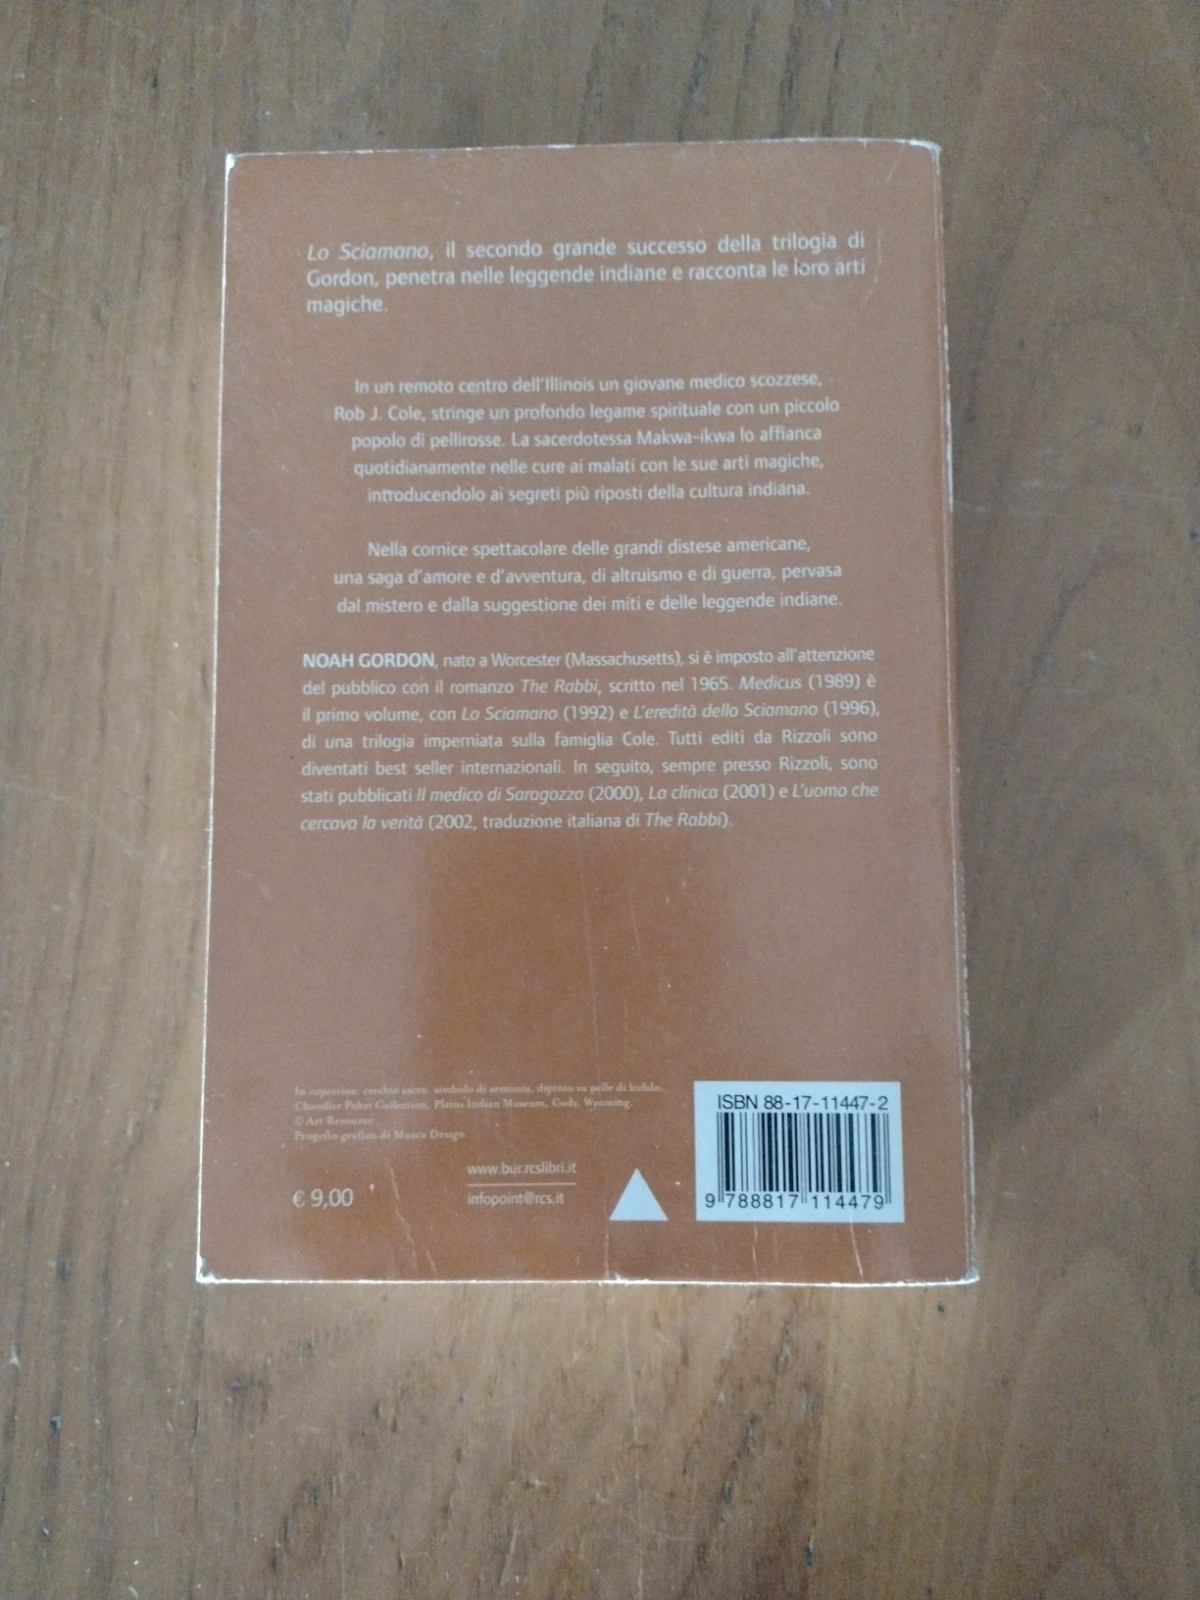 Lo Sciamano, il secondo grande successo della trilogia di
Gordon, penetra nelle leggende indiane e racconta le loro arti
magiche.
In un remoto centro dell'Illinois un giovane medico scozzese,
Rob J. Cole, stringe un profondo legame spirituale con un piccolo
popolo di pellirosse. La sacerdotessa Makwa-ikwa lo affianca
quotidianamente nelle cure ai malati con le sue arti magiche,
introducendolo ai segreti più riposti della cultura indiana.
Nella cornice spettacolare delle grandi distese americane,
una saga d'amore e d'avventura, di altruismo e di guerra, pervasa
dal mistero e dalla suggestione dei miti e delle leggende indiane.
NOAH GORDON, nato a Worcester (Massachusetts), si è imposto all'attenzione
del pubblico con il romanzo The Rabbi, scritto nel 1965. Medicus (1989) è
il primo volume, con Lo Sciamano (1992) e L'eredità dello Sciamano (1996),
di una trilogia imperniata sulla famiglia Cole. Tutti editi da Rizzoli sono
diventati best seller internazionali. In seguito, sempre presso Rizzoli, sono
stati pubblicati Il medico di Saragozza (2000), La clinica (2001) e L'uomo che
cercava la verità (2002, traduzione italiana di The Rabbi).
In copertina: cerchio sacro, simbolo di armonia, dipinto su pelle di bufalo.
Chandler Pohrt Collection, Plains Indian Museum, Cody, Wyoming.
© Art Resource
Progetto grafico di Mucca Design
€ 9,00
www.bur.rcslibri.it
infopoint@rcs.it
ISBN 88-17-11447-2
9 788817 114479